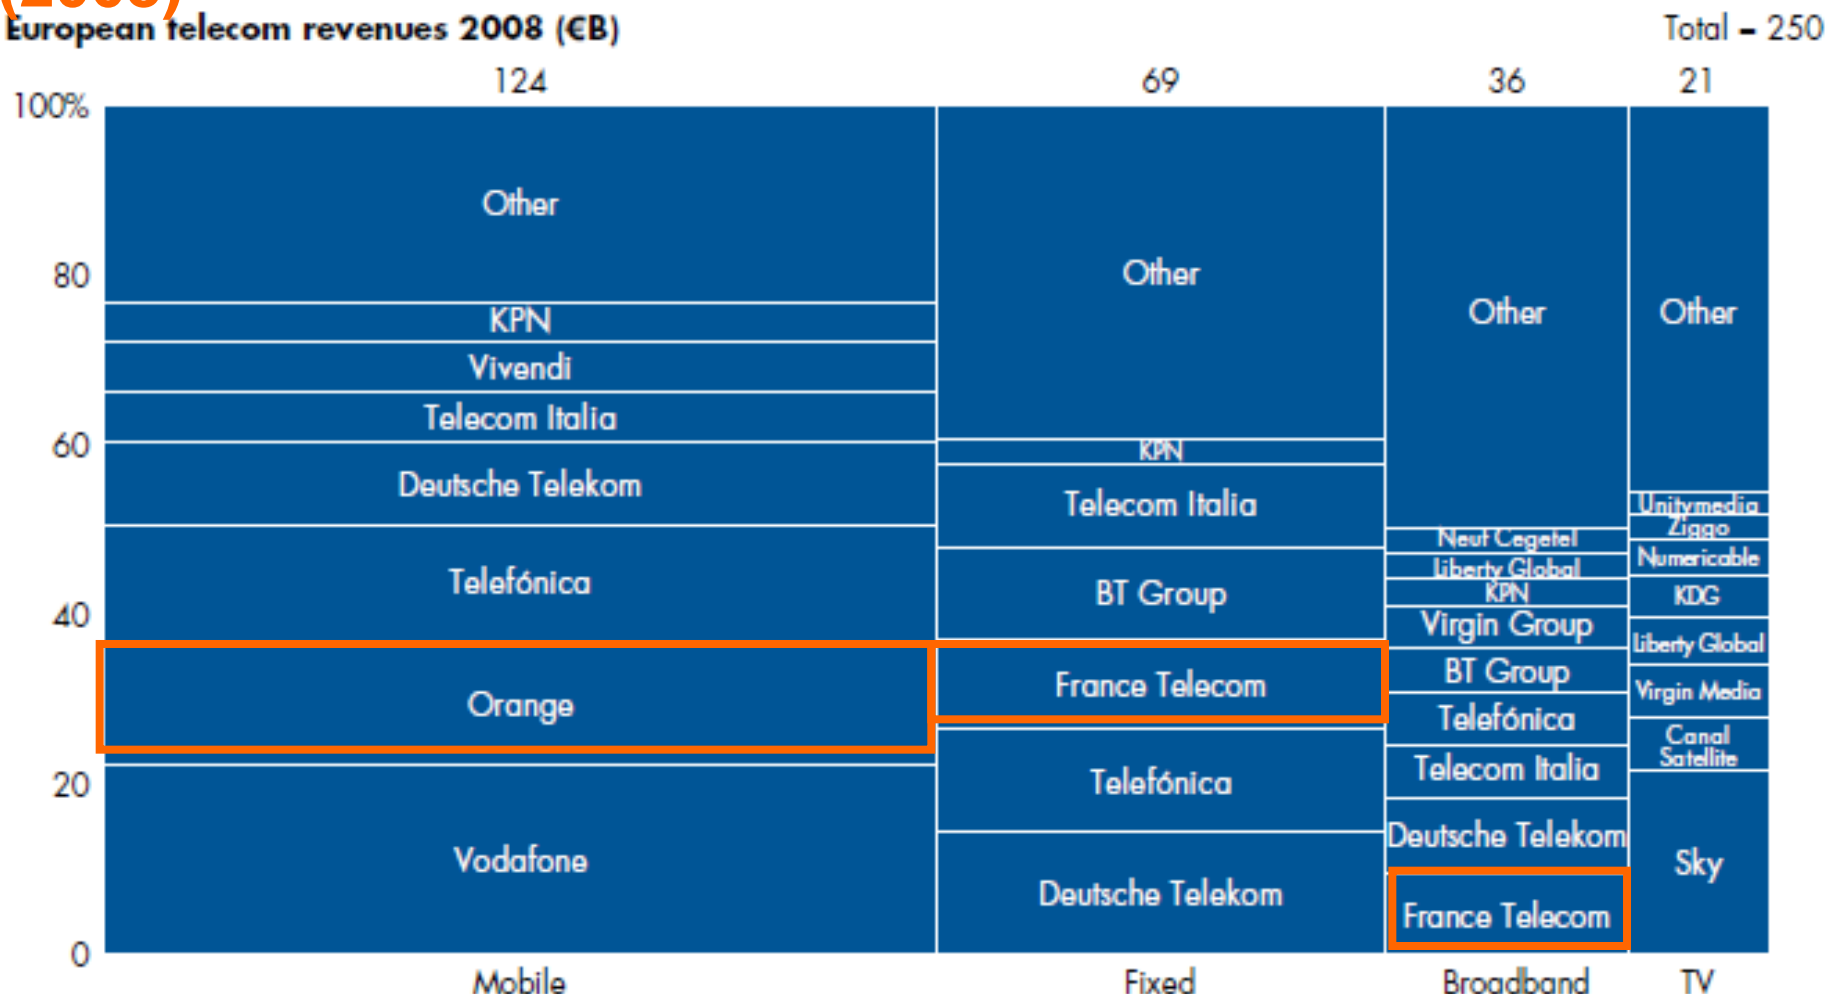 European telecom revenues 2008 (€B)
Total = 250
124
69
36
21
100%
80
60
40
20
0
Other
KPN
Vivendi
Telecom Italia
Deutsche Telekom
Telefónica
Orange
Vodafone
Other
KPN
Telecom Italia
BT Group
France Telecom
Telefónica
Deutsche Telekom
Other
Neuf Cegetel
Liberty Global
KPN
Virgin Group
BT Group
Telefónica
Telecom Italia
Deutsche Telekom
France Telecom
Other
Unitymedia
Ziggo
Numericable
KDG
Liberty Global
Virgin Media
Canal
Satellite
Sky
Mobile
Fixed
Broadband
TV